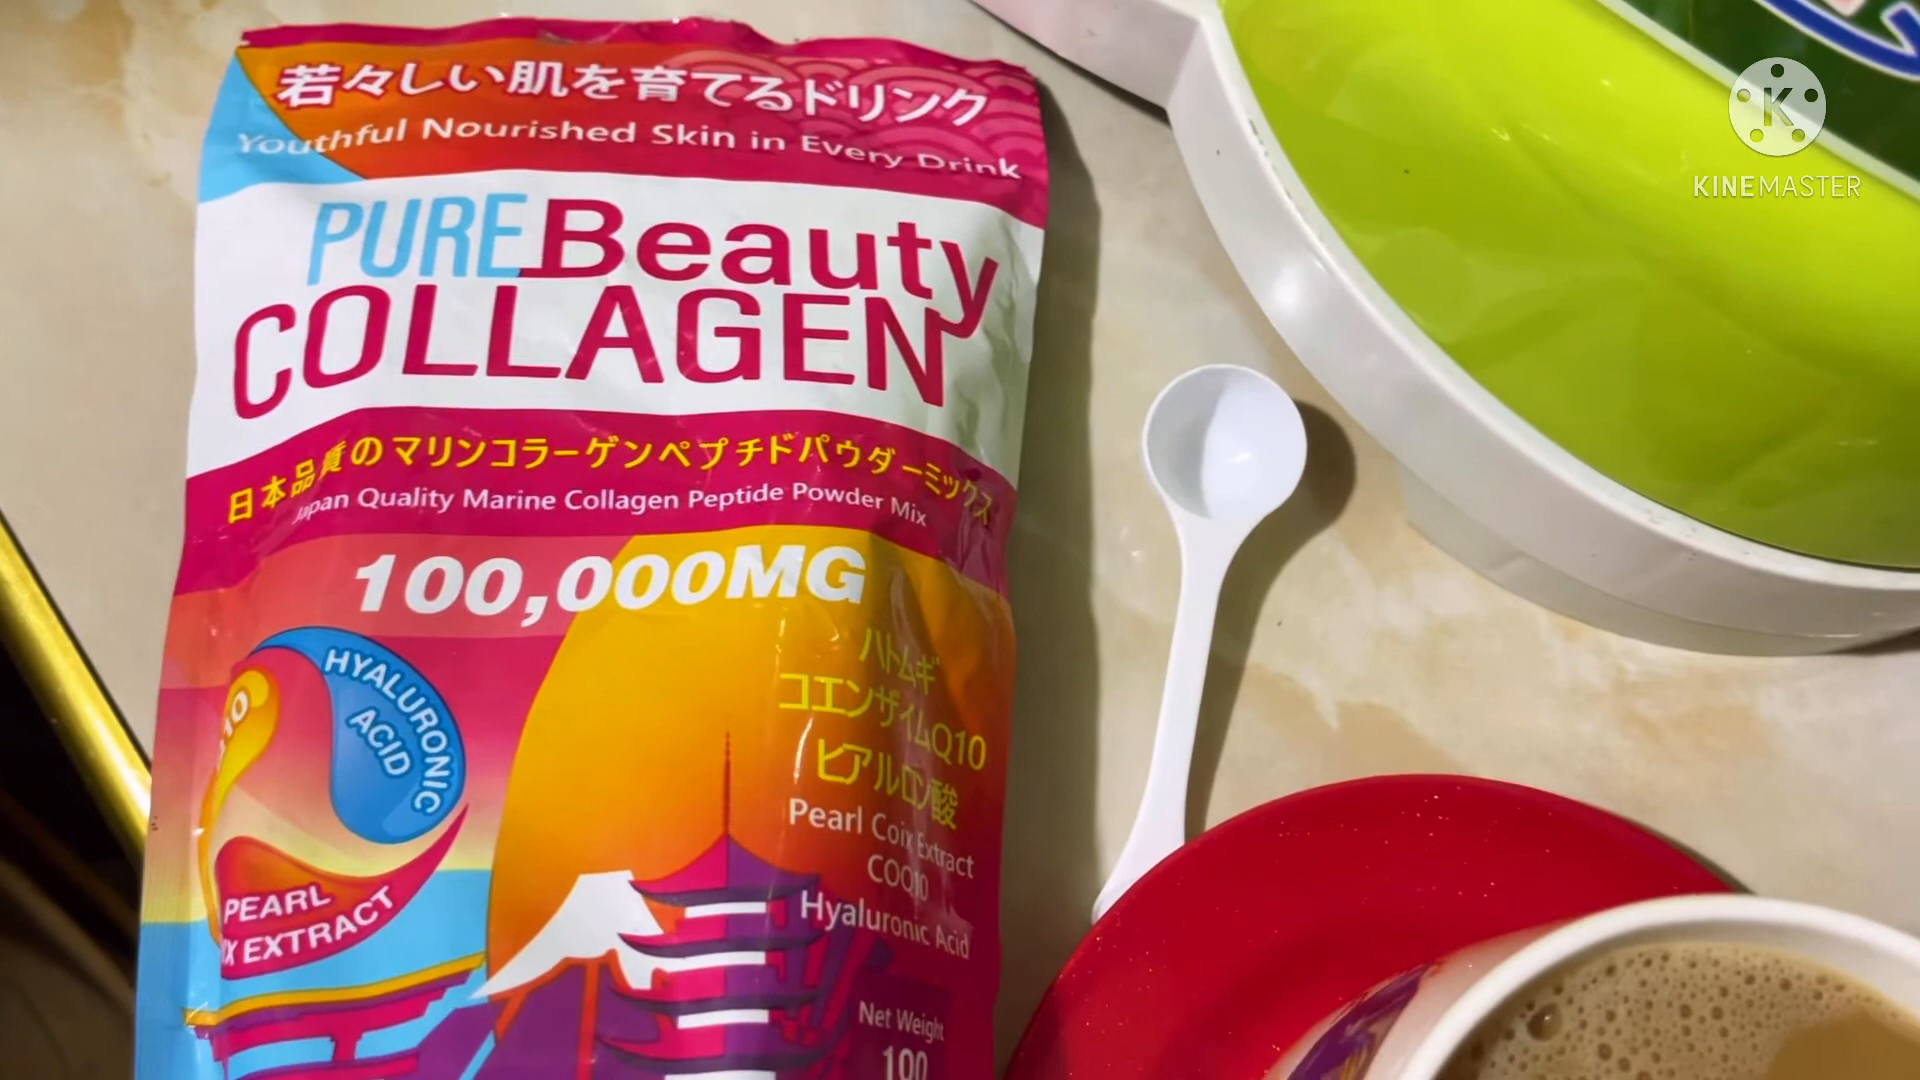 若々しい肌を育てるドリンク
Youthful Nourished Skin in Every Drink
PURE Beauty
COLLAGEN
日本品質のマリンコラーゲンペプチドパウダーミックス
Japan Quality Marine Collagen Peptide Powder Mix
100,000MG
ハトムギ
コエンザイムQ10
ヒアルロン酸
Pearl Coix Extract
COQ10
Hyaluronic Acid
HYALURONIC
ACID
PEARL
EXTRACT
Net Weight
100
KINEMASTER